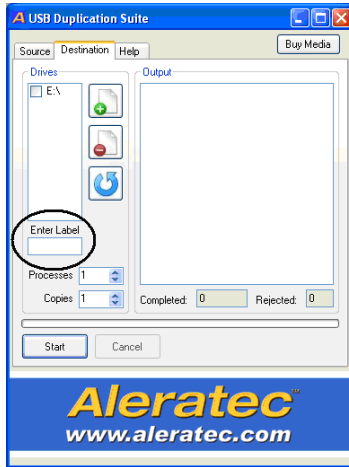 A USB Duplication Suite
Source Destination Help Buy Media
Drives Output
E:\
Enter Label
Processes 1
Copies 1 Completed: 0 Rejected: 0
Start Cancel
Aleratec™
www.aleratec.com